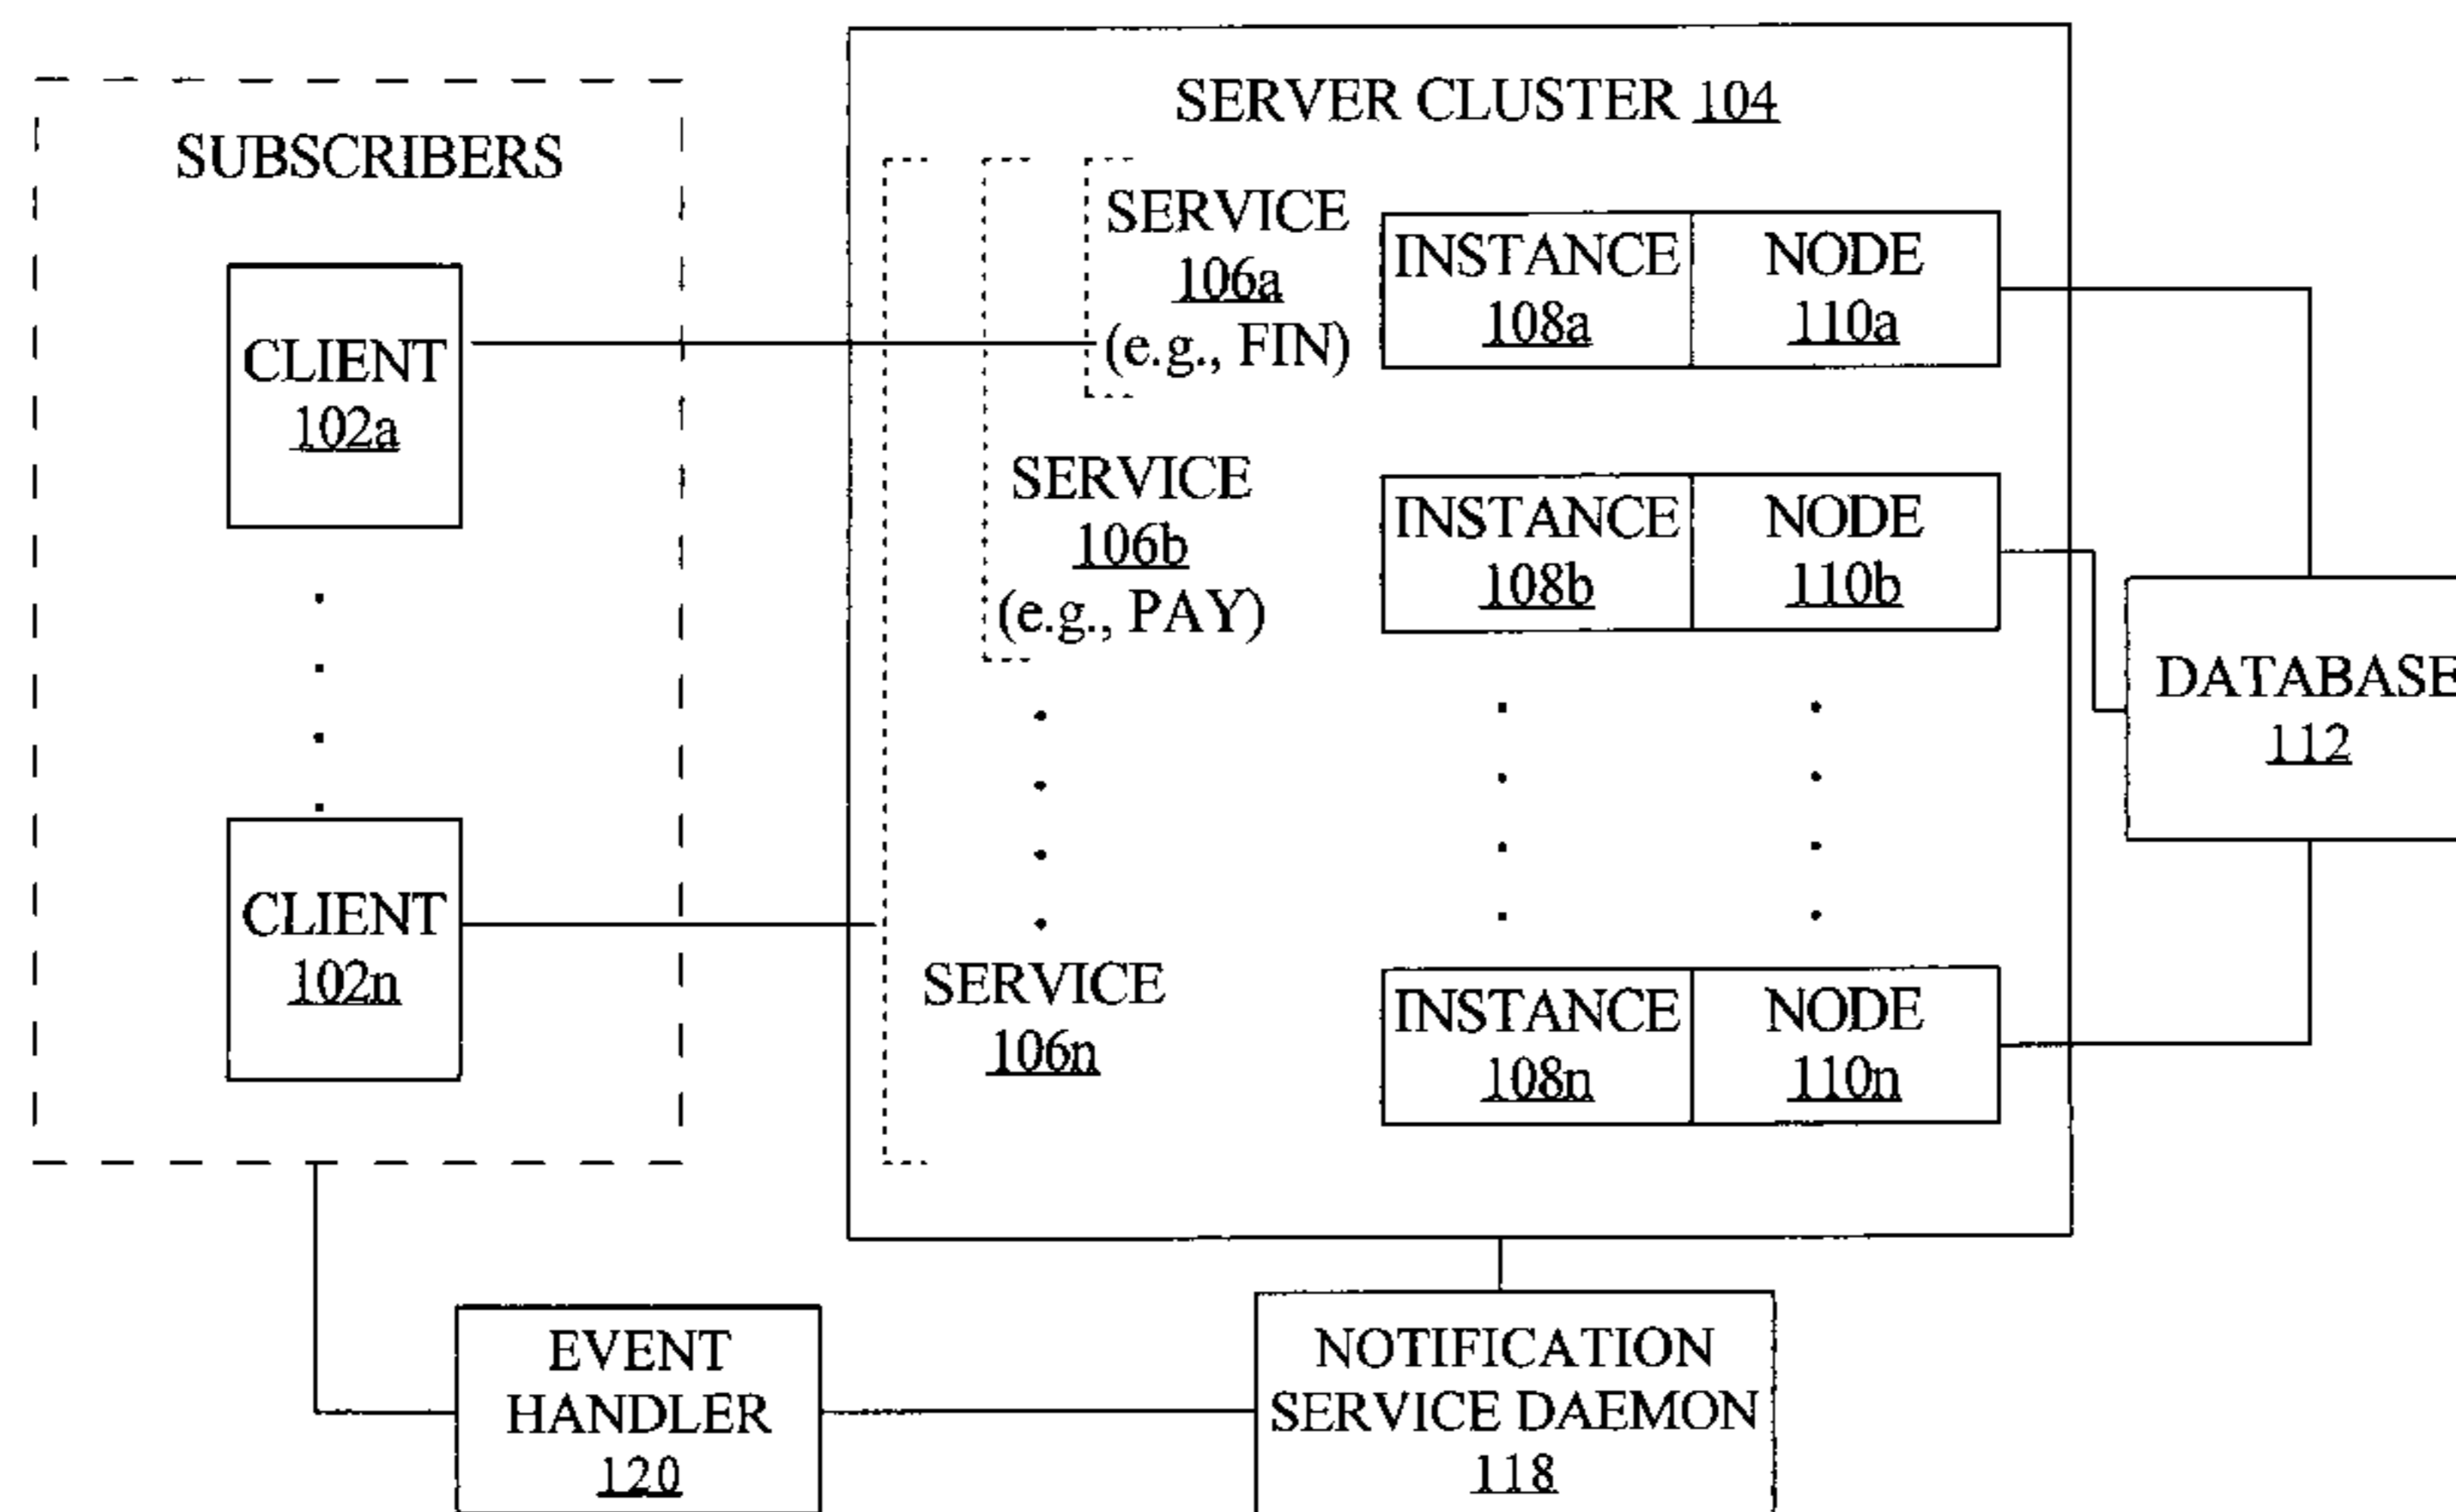 SERVER CLUSTER 104
SUBSCRIBERS
CLIENT
102a
CLIENT
102n
SERVICE
106a
(e.g., FIN)
SERVICE
106b
(e.g., PAY)
SERVICE
106n
INSTANCE
108a
NODE
110a
INSTANCE
108b
NODE
110b
INSTANCE
108n
NODE
110n
DATABASE
112
EVENT
HANDLER
120
NOTIFICATION
SERVICE DAEMON
118